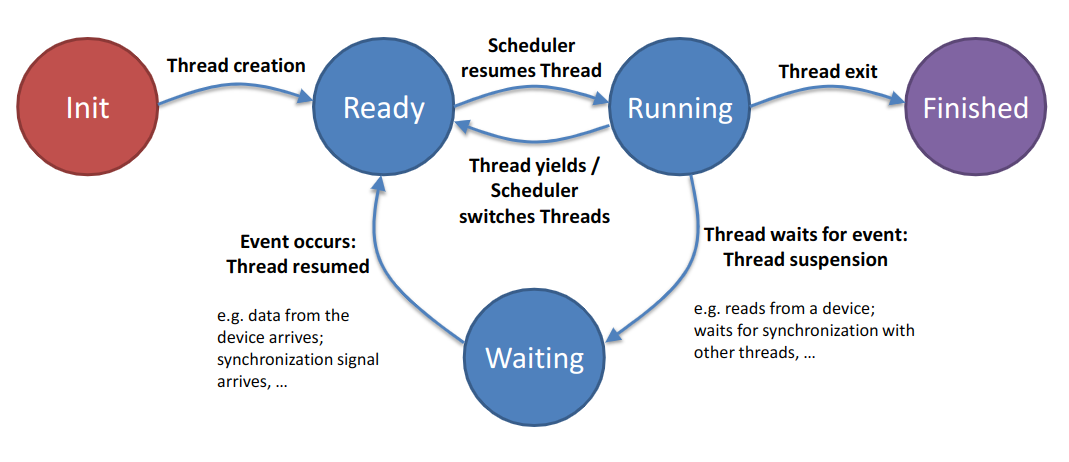 Init
Thread creation
Ready
Scheduler
resumes Thread
Running
Thread exit
Finished
Thread yields /
Scheduler
switches Threads
Event occurs:
Thread resumed
e.g. data from the
device arrives;
synchronization signal
arrives, …
Thread waits for event:
Thread suspension
e.g. reads from a device;
waits for synchronization with
other threads, …
Waiting